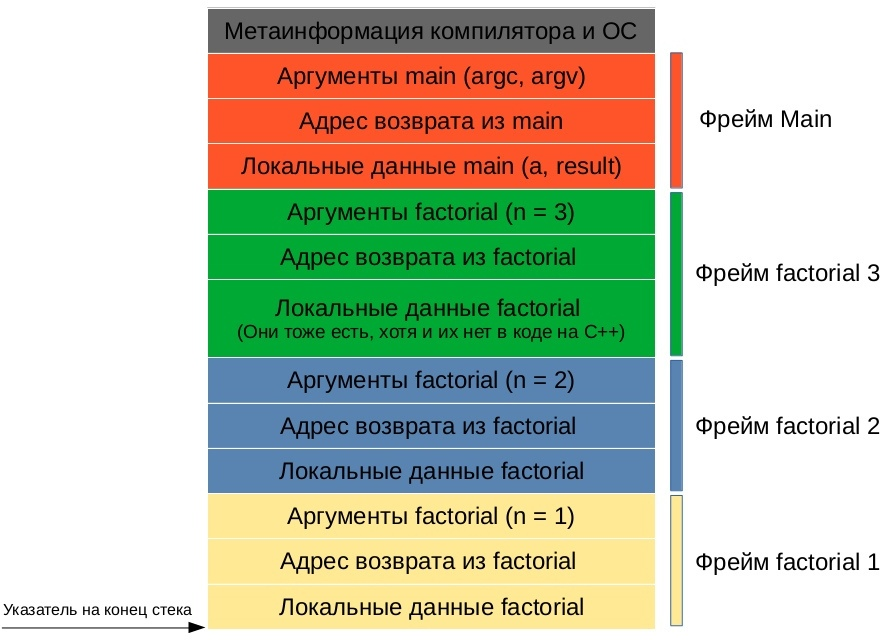 Метаинформация компилятора и ОС
Аргументы main (argc, argv)
Адрес возврата из main
Локальные данные main (a, result)
Фрейм Main
Аргументы factorial (n = 3)
Адрес возврата из factorial
Локальные данные factorial
(Они тоже есть, хотя и их нет в коде на C++)
Фрейм factorial 3
Аргументы factorial (n = 2)
Адрес возврата из factorial
Локальные данные factorial
Фрейм factorial 2
Аргументы factorial (n = 1)
Адрес возврата из factorial
Локальные данные factorial
Фрейм factorial 1
Указатель на конец стека